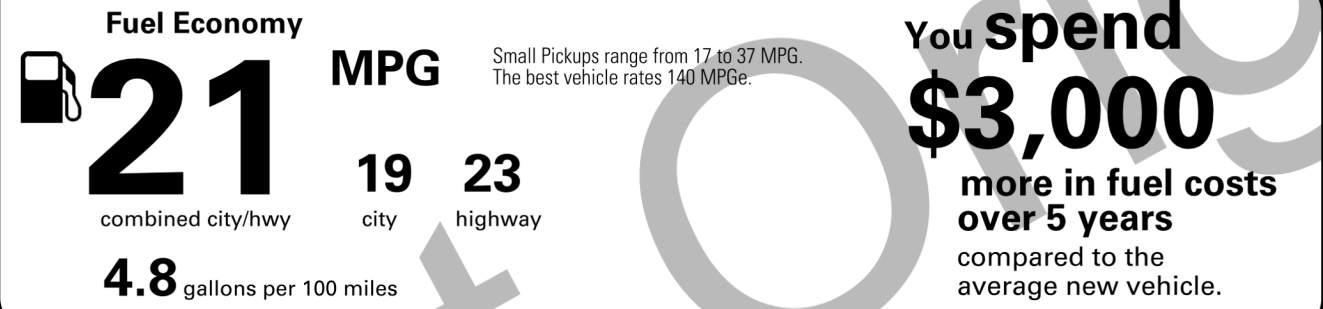 Fuel Economy
21 MPG
combined city/hwy
19
city
23
highway
4.8 gallons per 100 miles
Small Pickups range from 17 to 37 MPG.
The best vehicle rates 140 MPGe.
You spend
$3,000
more in fuel costs
over 5 years
compared to the
average new vehicle.